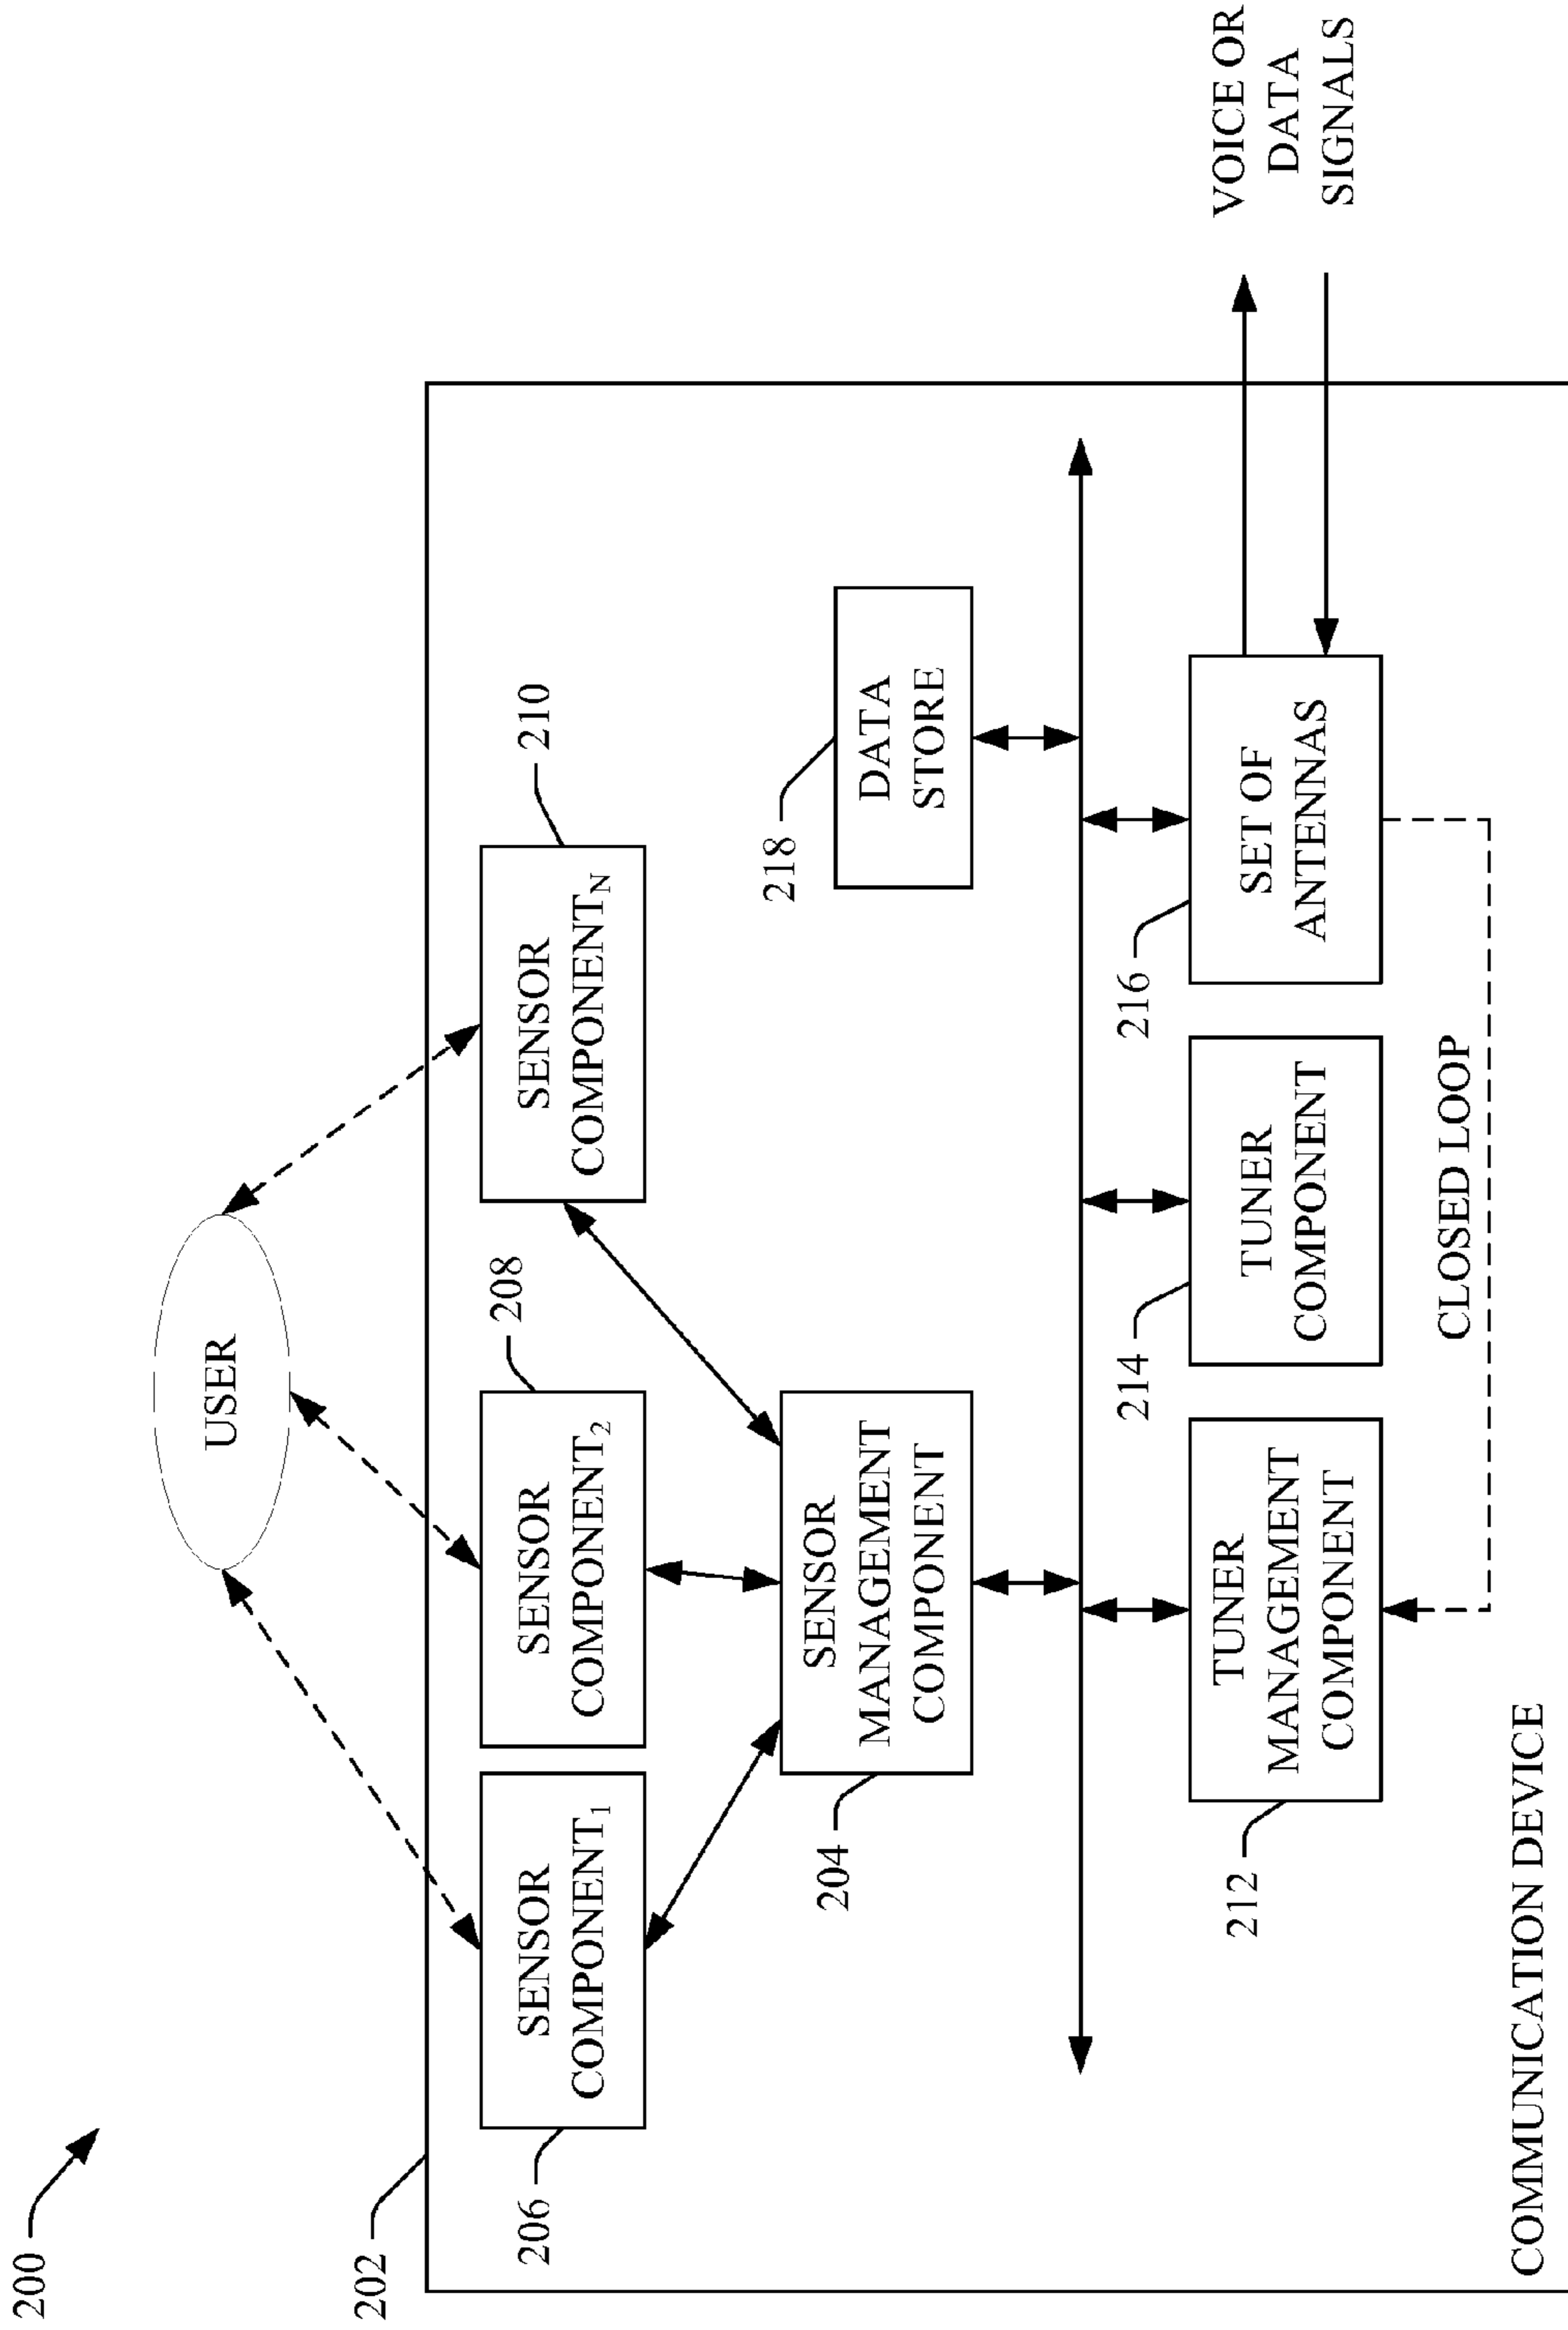 200
USER
202
206
SENSOR
COMPONENT₁
SENSOR
COMPONENT₂
208
SENSOR
COMPONENT_N
210
204
SENSOR
MANAGEMENT
COMPONENT
218
DATA
STORE
212
TUNER
MANAGEMENT
COMPONENT
214
TUNER
COMPONENT
216
SET OF
ANTENNAS
VOICE OR
DATA
SIGNALS
CLOSED LOOP
COMMUNICATION DEVICE